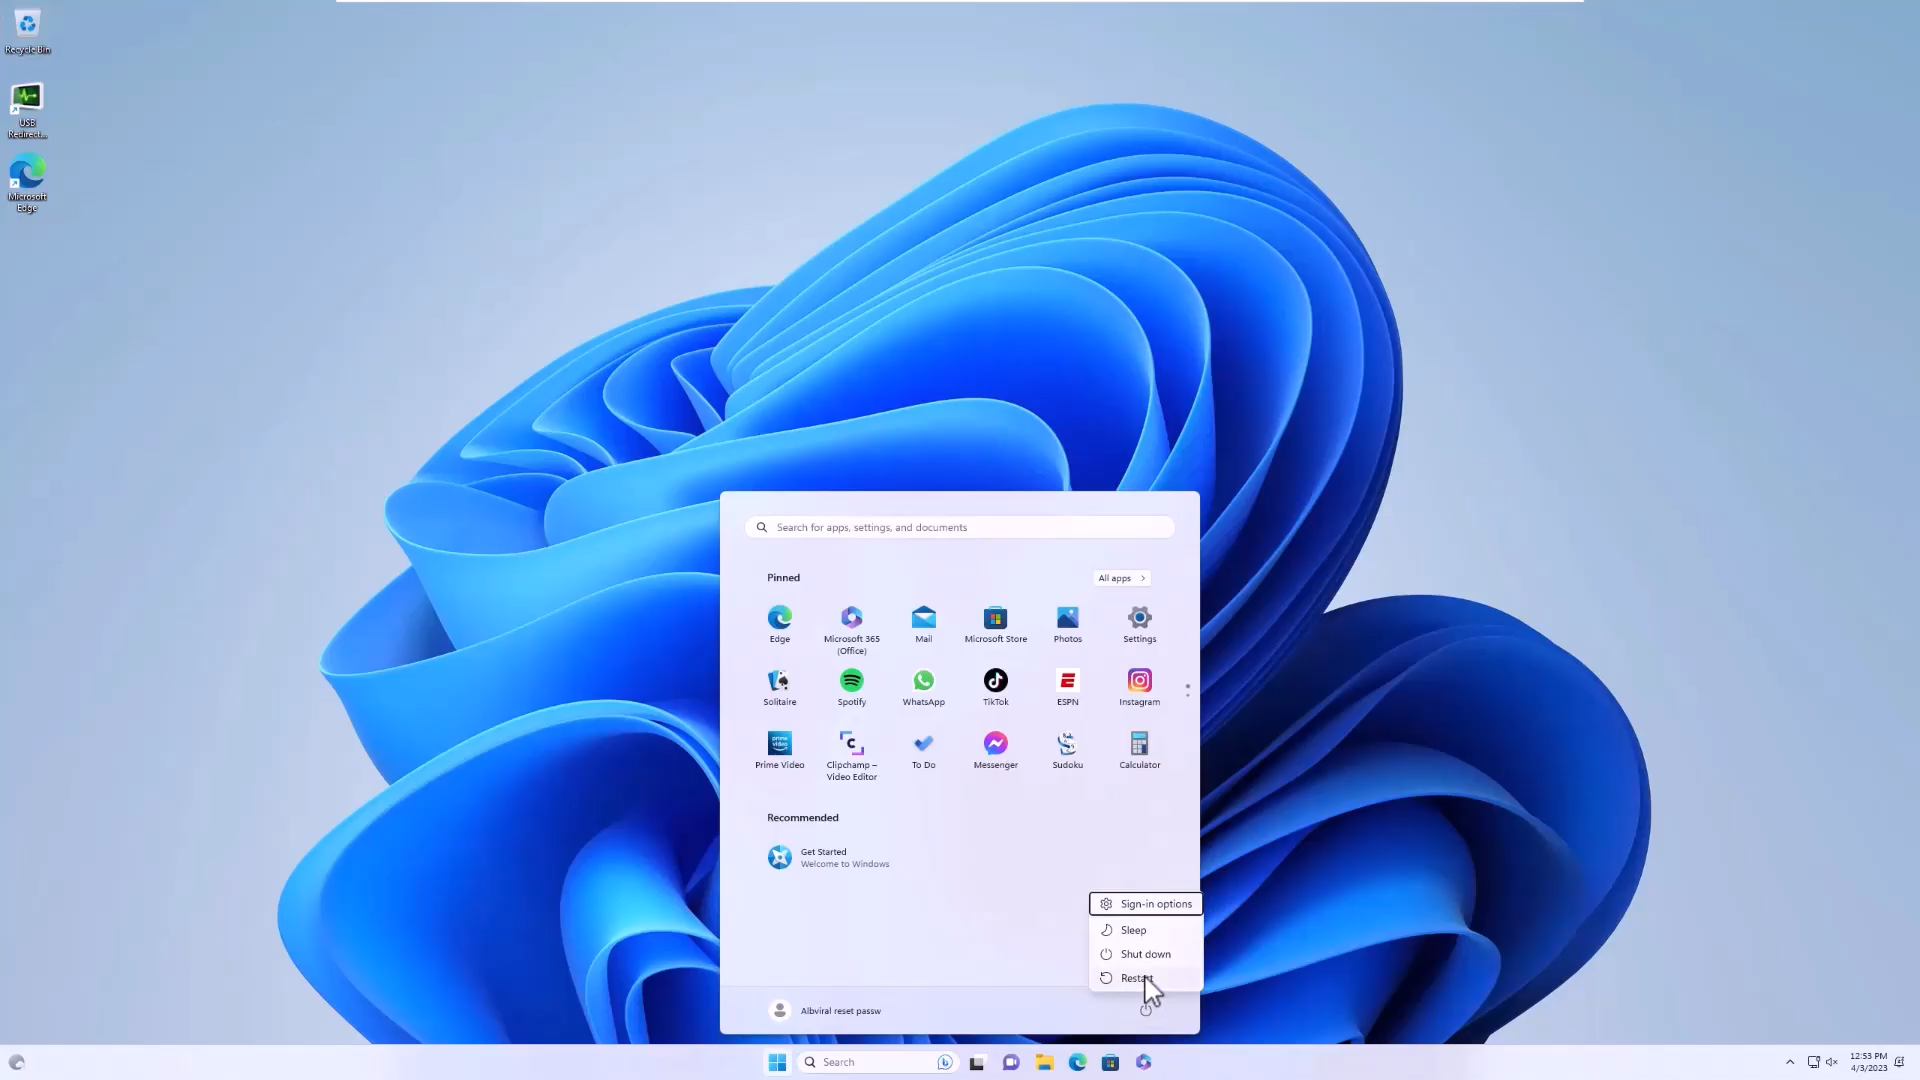 Recycle Bin
USB
Redirect...
Microsoft
Edge
Search for apps, settings, and documents
Pinned
All apps
Edge
Microsoft 365
(Office)
Mail
Microsoft Store
Photos
Settings
Solitaire
Spotify
WhatsApp
TikTok
ESPN
Instagram
prime video
Prime Video
Clipchamp –
Video Editor
To Do
Messenger
Sudoku
Calculator
Recommended
Get Started
Welcome to Windows
Sign-in options
Sleep
Shut down
Restart
Albviral reset passw
Search
12:53 PM
4/3/2023